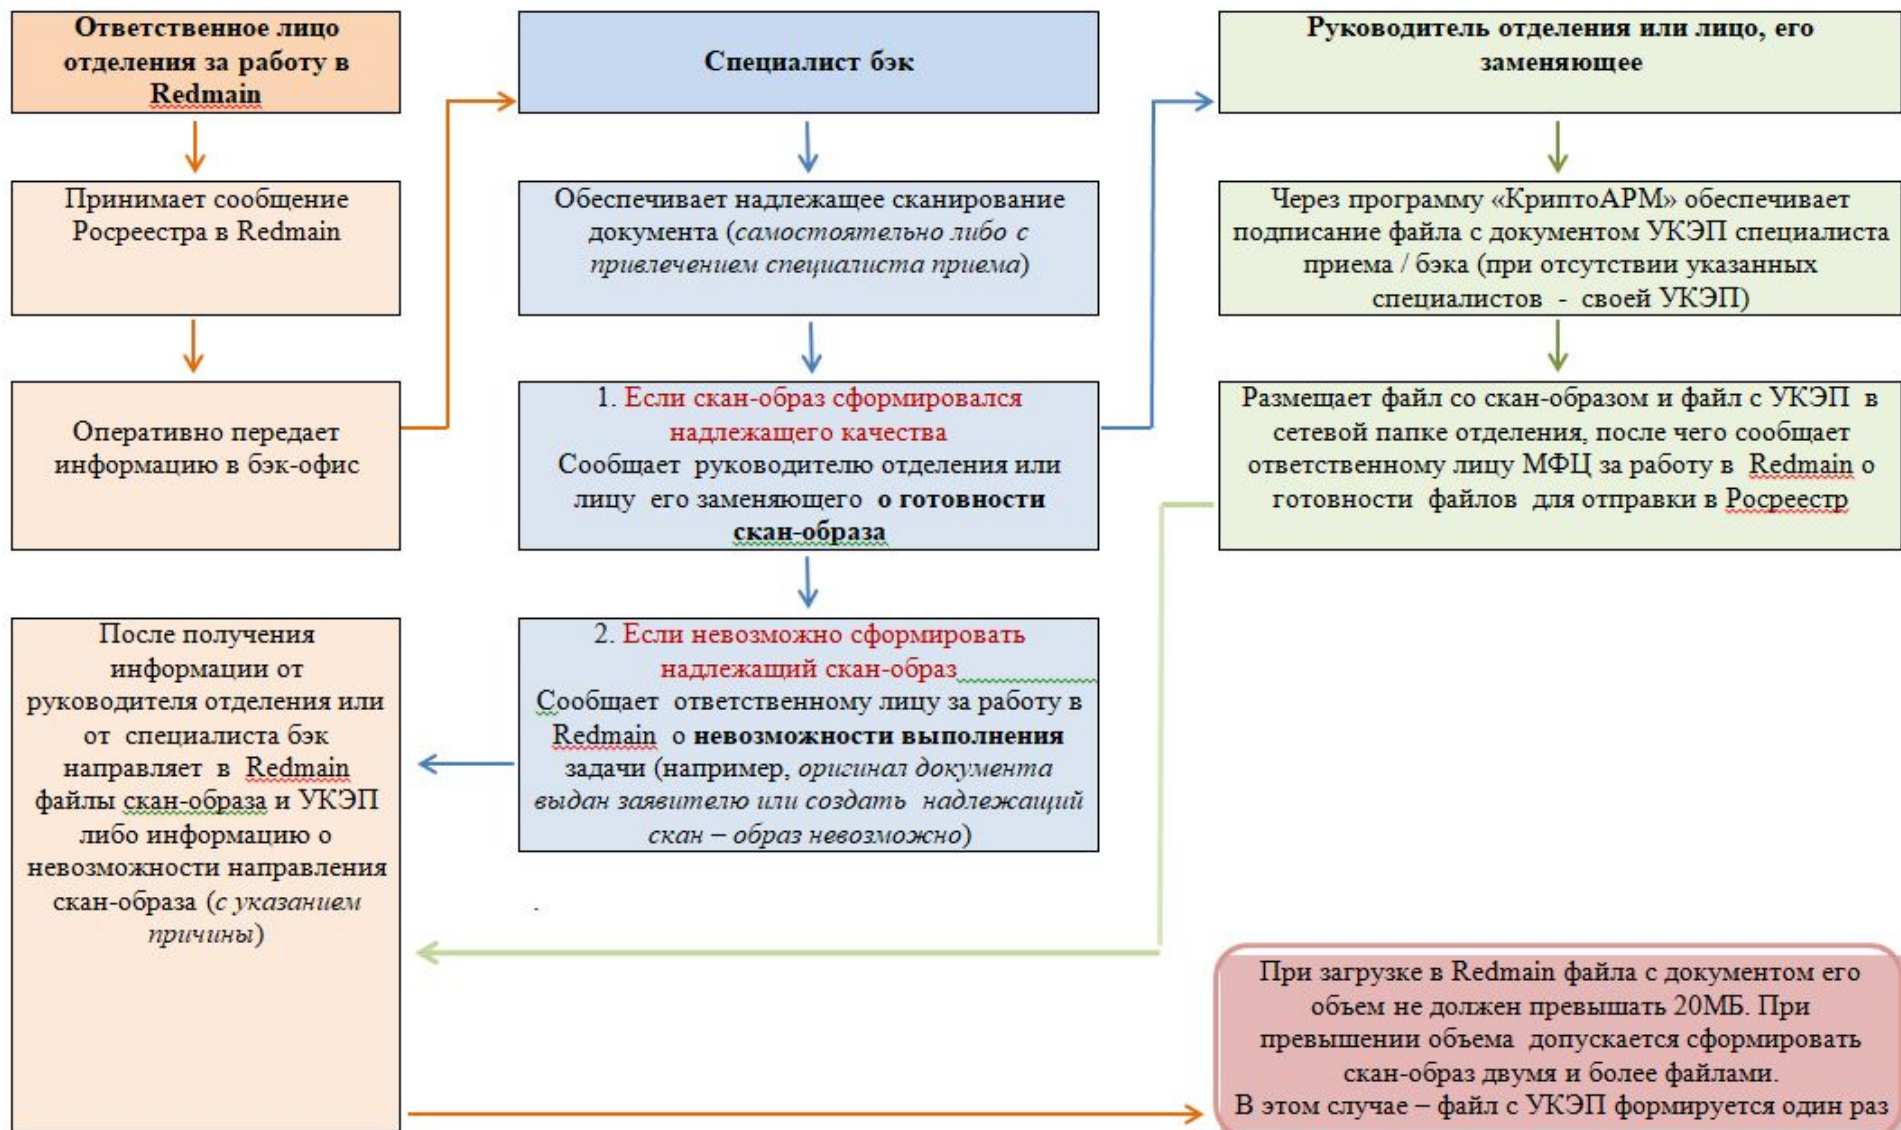 Ответственное лицо
отделения за работу в
Redmain
Принимает сообщение
Росреестра в Redmain
Оперативно передает
информацию в бэк-офис
После получения
информации от
руководителя отделения или
от специалиста бэк
направляет в Redmain
файлы скан-образа и УКЭП
либо информацию о
невозможности направления
скан-образа (с указанием
причины)
Специалист бэк
Обеспечивает надлежащее сканирование
документа (самостоятельно либо с
привлечением специалиста приема)
1. Если скан-образ сформировался
надлежащего качества
Сообщает руководителю отделения или
лицу его заменяющего о готовности
скан-образа
2. Если невозможно сформировать
надлежащий скан-образ
Сообщает ответственному лицу за работу в
Redmain о невозможности выполнения
задачи (например, оригинал документа
выдан заявителю или создать надлежащий
скан – образ невозможно)
Руководитель отделения или лицо, его
заменяющее
Через программу «КриптоАРМ» обеспечивает
подписание файла с документом УКЭП специалиста
приема / бэка (при отсутствии указанных
специалистов - своей УКЭП)
Размещает файл со скан-образом и файл с УКЭП в
сетевой папке отделения, после чего сообщает
ответственному лицу МФЦ за работу в Redmain о
готовности файлов для отправки в Росреестр
При загрузке в Redmain файла с документом его
объем не должен превышать 20МБ. При
превышении объема допускается сформировать
скан-образ двумя и более файлами.
В этом случае – файл с УКЭП формируется один раз